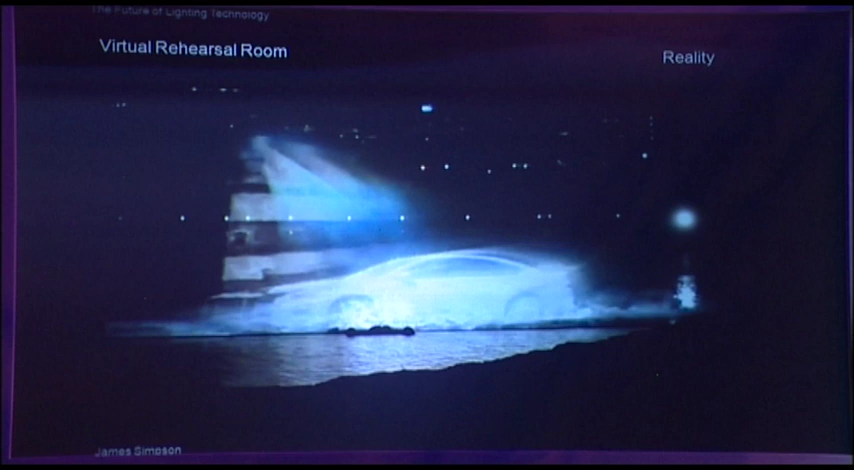 The Future of Lighting Technology
Virtual Rehearsal Room
Reality
James Simpson